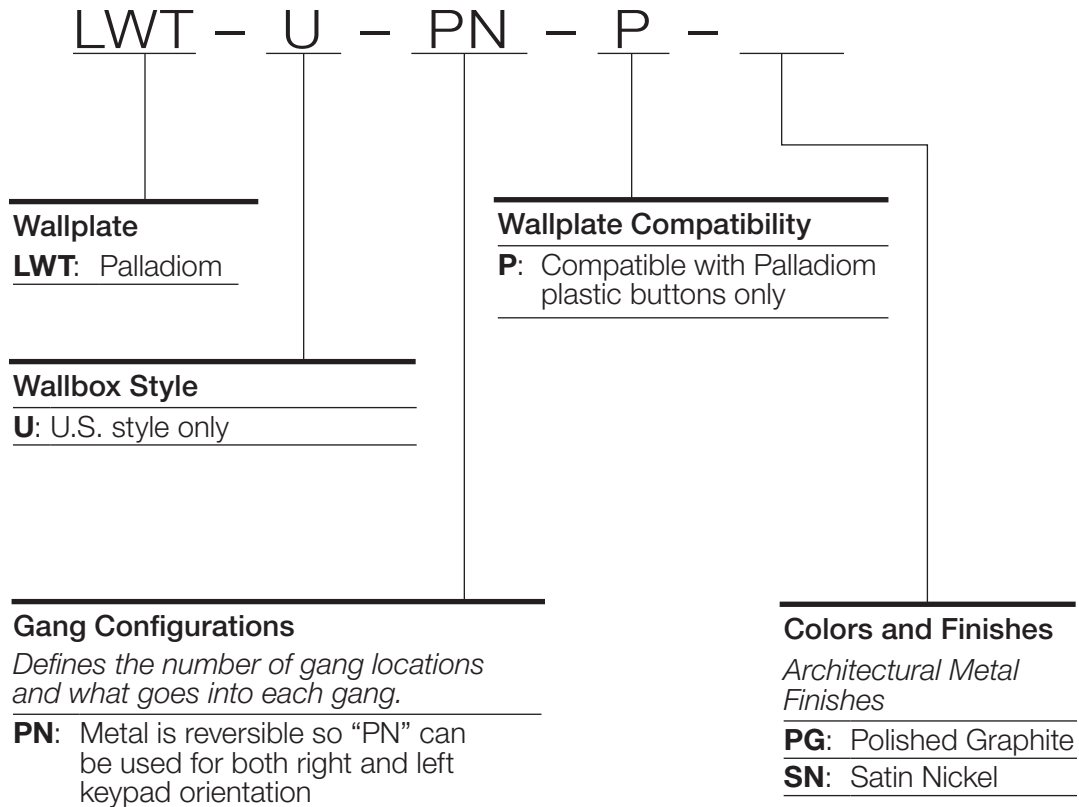 LWT – U – PN – P –
Wallplate
LWT: Palladiom
Wallplate Compatibility
P: Compatible with Palladiom
plastic buttons only
Wallbox Style
U: U.S. style only
Gang Configurations
Defines the number of gang locations
and what goes into each gang.
PN: Metal is reversible so “PN” can
be used for both right and left
keypad orientation
Colors and Finishes
Architectural Metal
Finishes
PG: Polished Graphite
SN: Satin Nickel